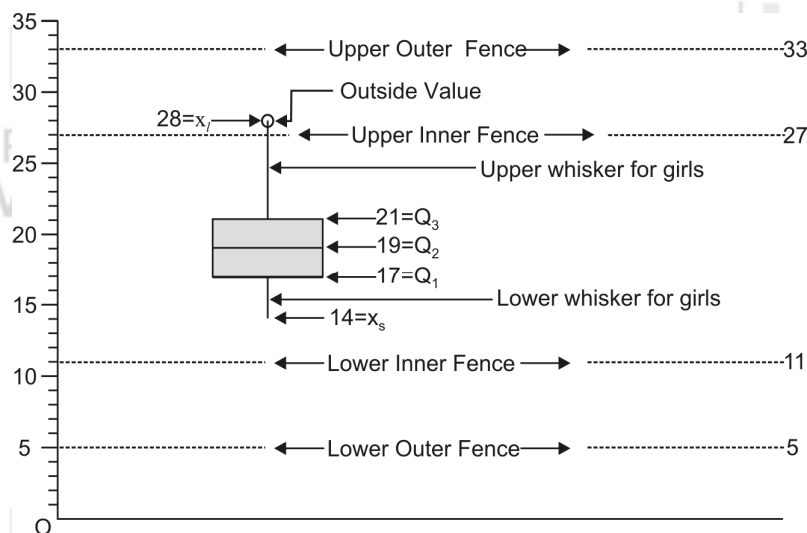 35
Upper Outer Fence
33
30
Outside Value
28=xₗ
Upper Inner Fence
27
25
Upper whisker for girls
21=Q₃
20
19=Q₂
17=Q₁
15
Lower whisker for girls
14=xₛ
Lower Inner Fence
11
10
5
Lower Outer Fence
5
O